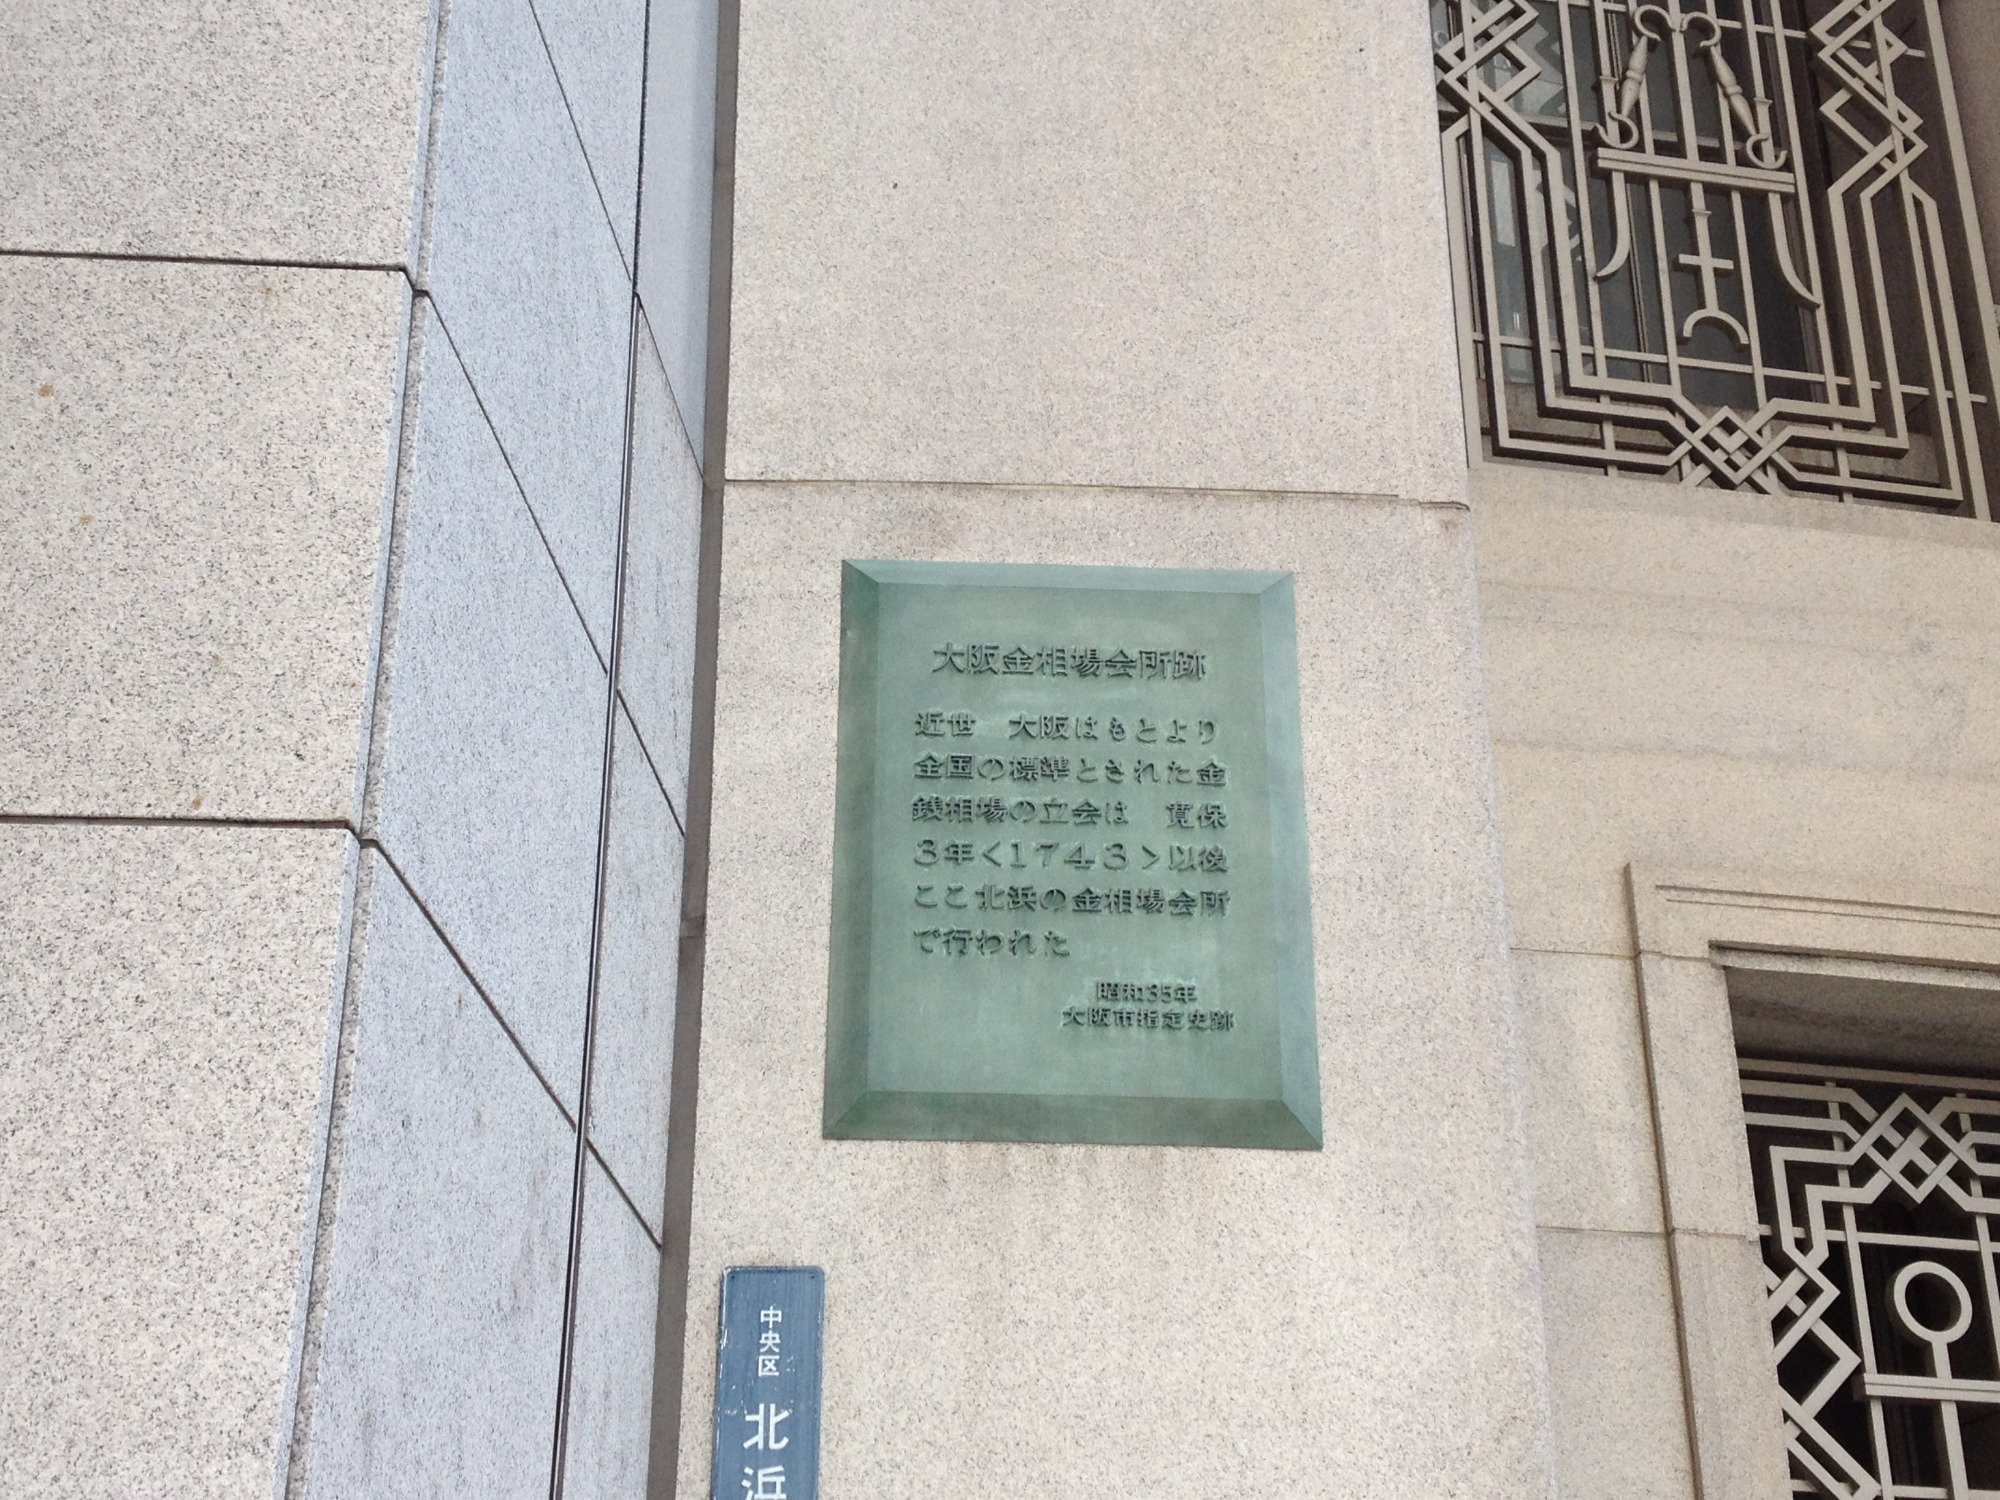 大阪金相場会所跡
近世　大阪はもとより
全国の標準とされた金
銭相場の立会は　寛保
3年<1743>以後
ここ北浜の金相場会所
で行われた
昭和35年
大阪市指定史跡
中央区
北浜